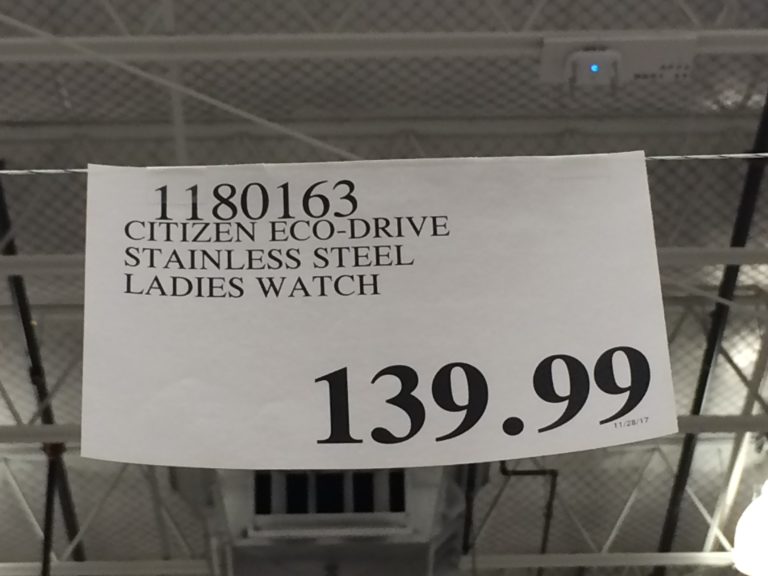 1180163
CITIZEN ECO-DRIVE
STAINLESS STEEL
LADIES WATCH
139.99
11/28/17